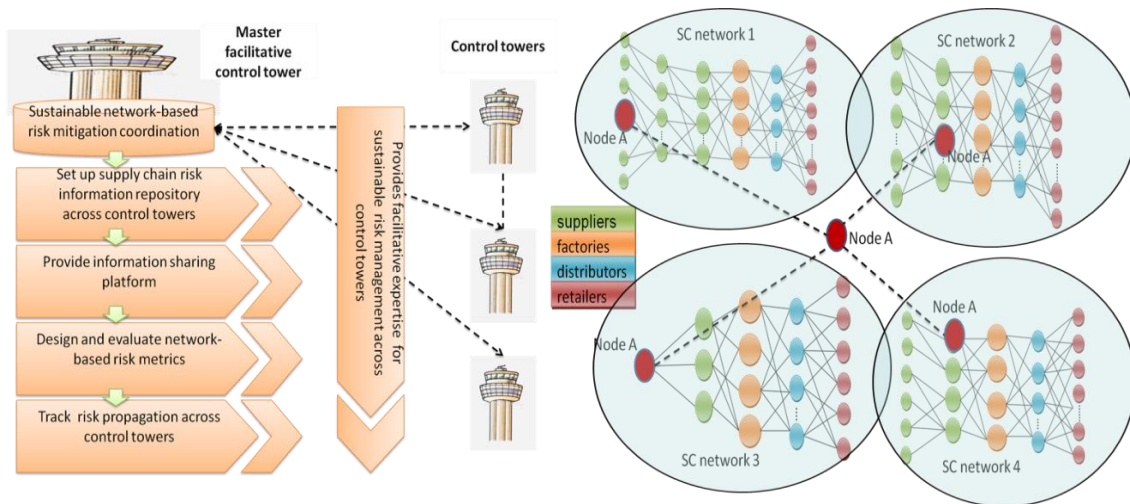 Master
facilitative
control tower
Control towers
Sustainable network-based
risk mitigation coordination
Set up supply chain risk
information repository
across control towers
Provide information sharing
platform
Design and evaluate network-
based risk metrics
Track risk propagation across
control towers
Provides facilitative expertise for
sustainable risk management across
control towers
SC network 1
Node A
SC network 2
Node A
suppliers
factories
distributors
retailers
Node A
Node A
SC network 3
Node A
SC network 4